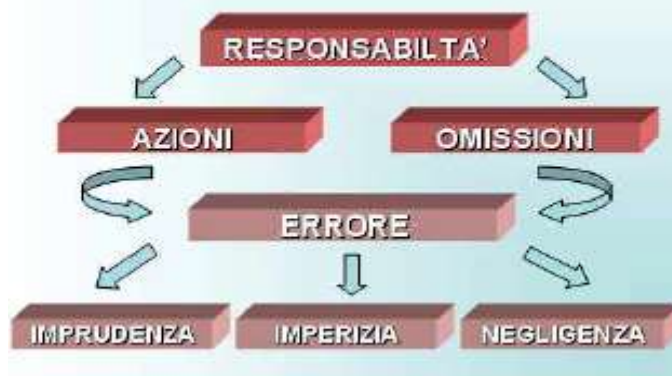 RESPONSABILTA'
AZIONI
OMISSIONI
ERRORE
IMPRUDENZA
IMPERIZIA
NEGLIGENZA